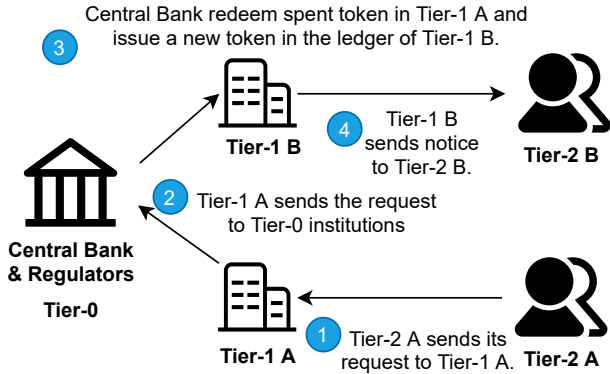 3
Central Bank redeem spent token in Tier-1 A and
issue a new token in the ledger of Tier-1 B.
Tier-1 B
4
Tier-1 B
sends notice
to Tier-2 B.
Tier-2 B
2
Tier-1 A sends the request
to Tier-0 institutions
Central Bank
& Regulators
Tier-0
Tier-1 A
1
Tier-2 A sends its
request to Tier-1 A.
Tier-2 A